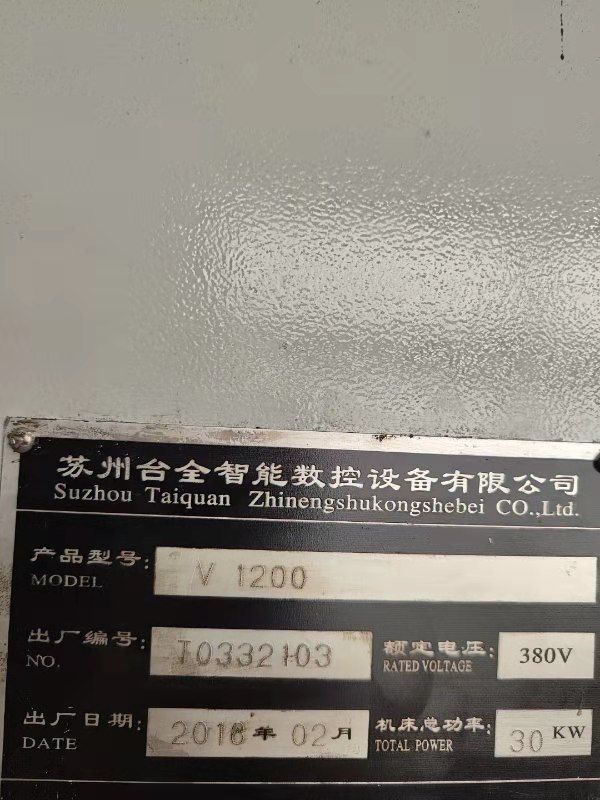 苏州台全智能数控设备有限公司
Suzhou Taiquan Zhinengshukongshebei CO.,Ltd.
产品型号: V 1200
MODEL
出厂编号: T0332103 额定电压: 380V
NO. RATED VOLTAGE
出厂日期: 2018年 02月 机床总功率: 30 KW
DATE TOTAL POWER